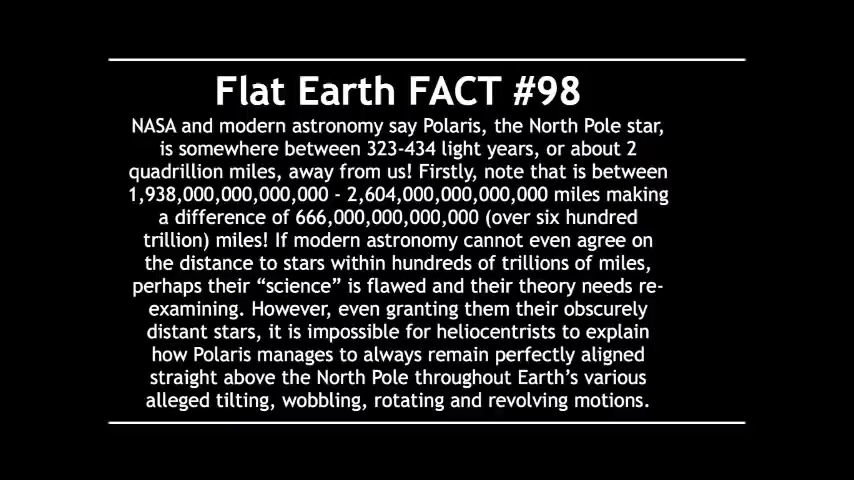 Flat Earth FACT #98
NASA and modern astronomy say Polaris, the North Pole star,
is somewhere between 323-434 light years, or about 2
quadrillion miles, away from us! Firstly, note that is between
1,938,000,000,000,000 - 2,604,000,000,000,000 miles making
a difference of 666,000,000,000,000 (over six hundred
trillion) miles! If modern astronomy cannot even agree on
the distance to stars within hundreds of trillions of miles,
perhaps their “science” is flawed and their theory needs re-
examining. However, even granting them their obscurely
distant stars, it is impossible for heliocentrists to explain
how Polaris manages to always remain perfectly aligned
straight above the North Pole throughout Earth’s various
alleged tilting, wobbling, rotating and revolving motions.